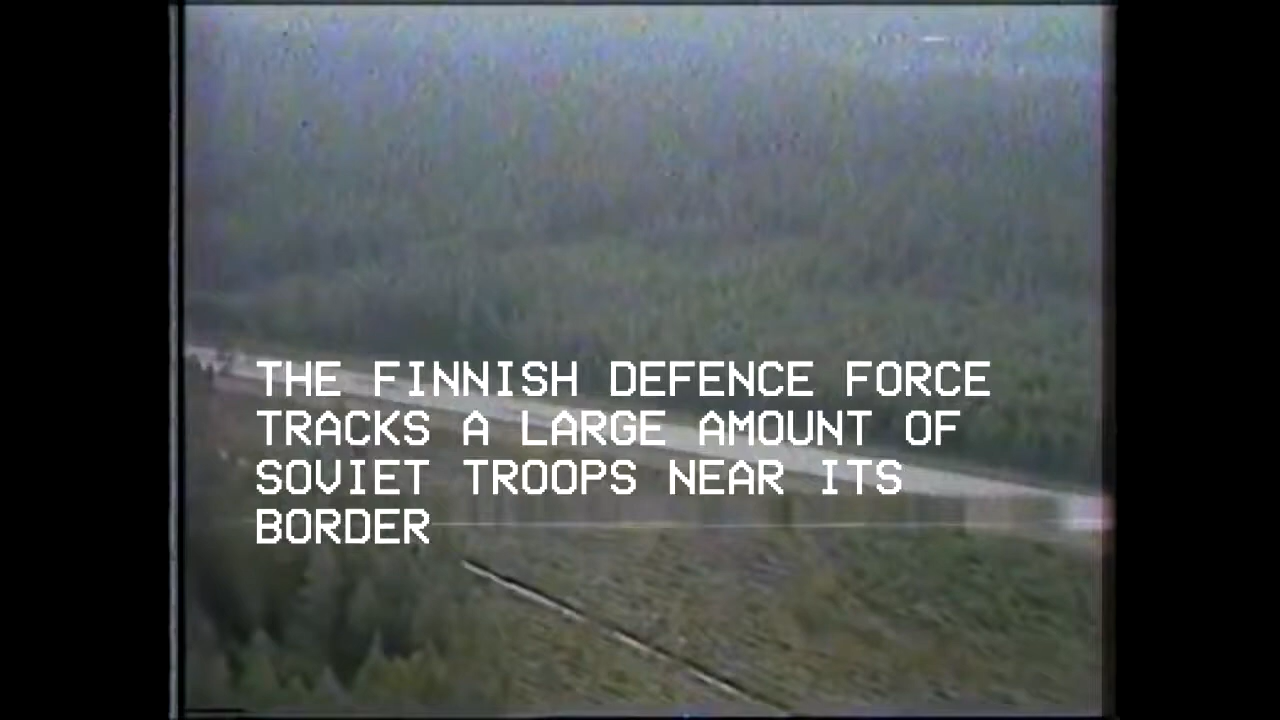 THE FINNISH DEFENCE FORCE
TRACKS A LARGE AMOUNT OF
SOVIET TROOPS NEAR ITS
BORDER